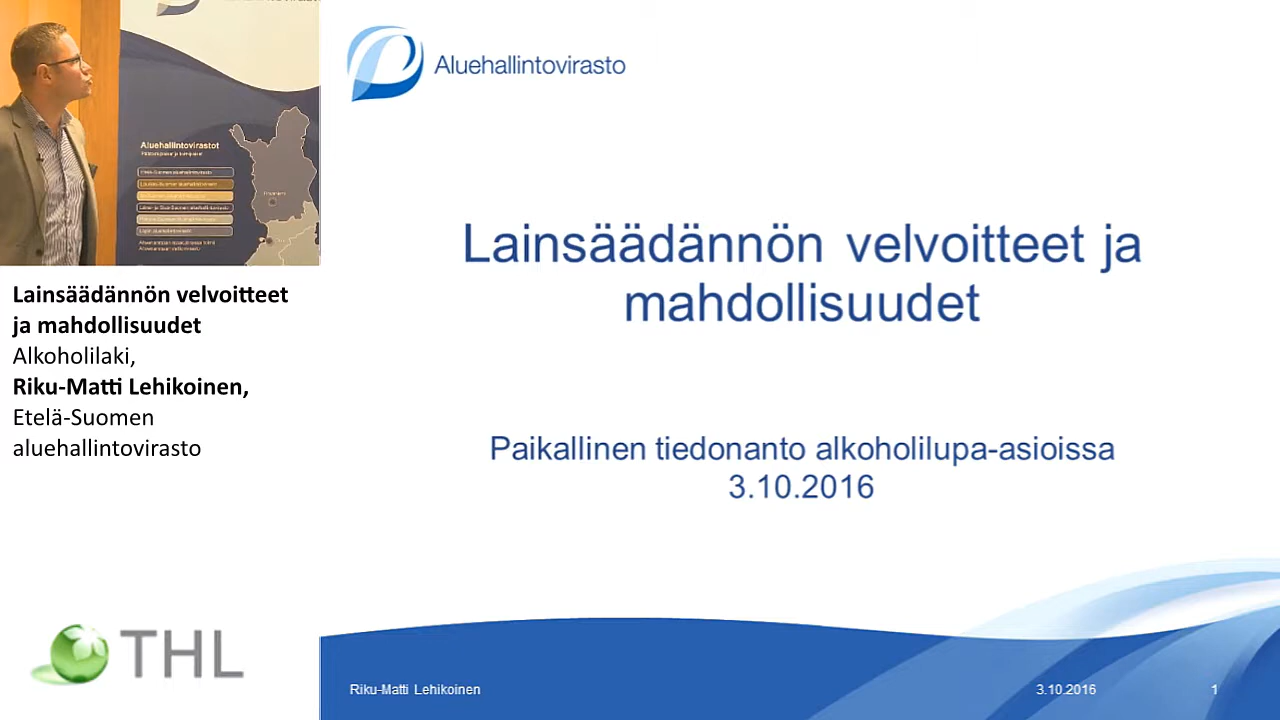 Aluehallintovirastot
Lainsäädännön velvoitteet
ja mahdollisuudet
Alkoholilaki,
Riku-Matti Lehikoinen,
Etelä-Suomen
aluehallintovirasto
THL
Aluehallintovirasto
Lainsäädännön velvoitteet ja
mahdollisuudet
Paikallinen tiedonanto alkoholilupa-asioissa
3.10.2016
Riku-Matti Lehikoinen
3.10.2016
1